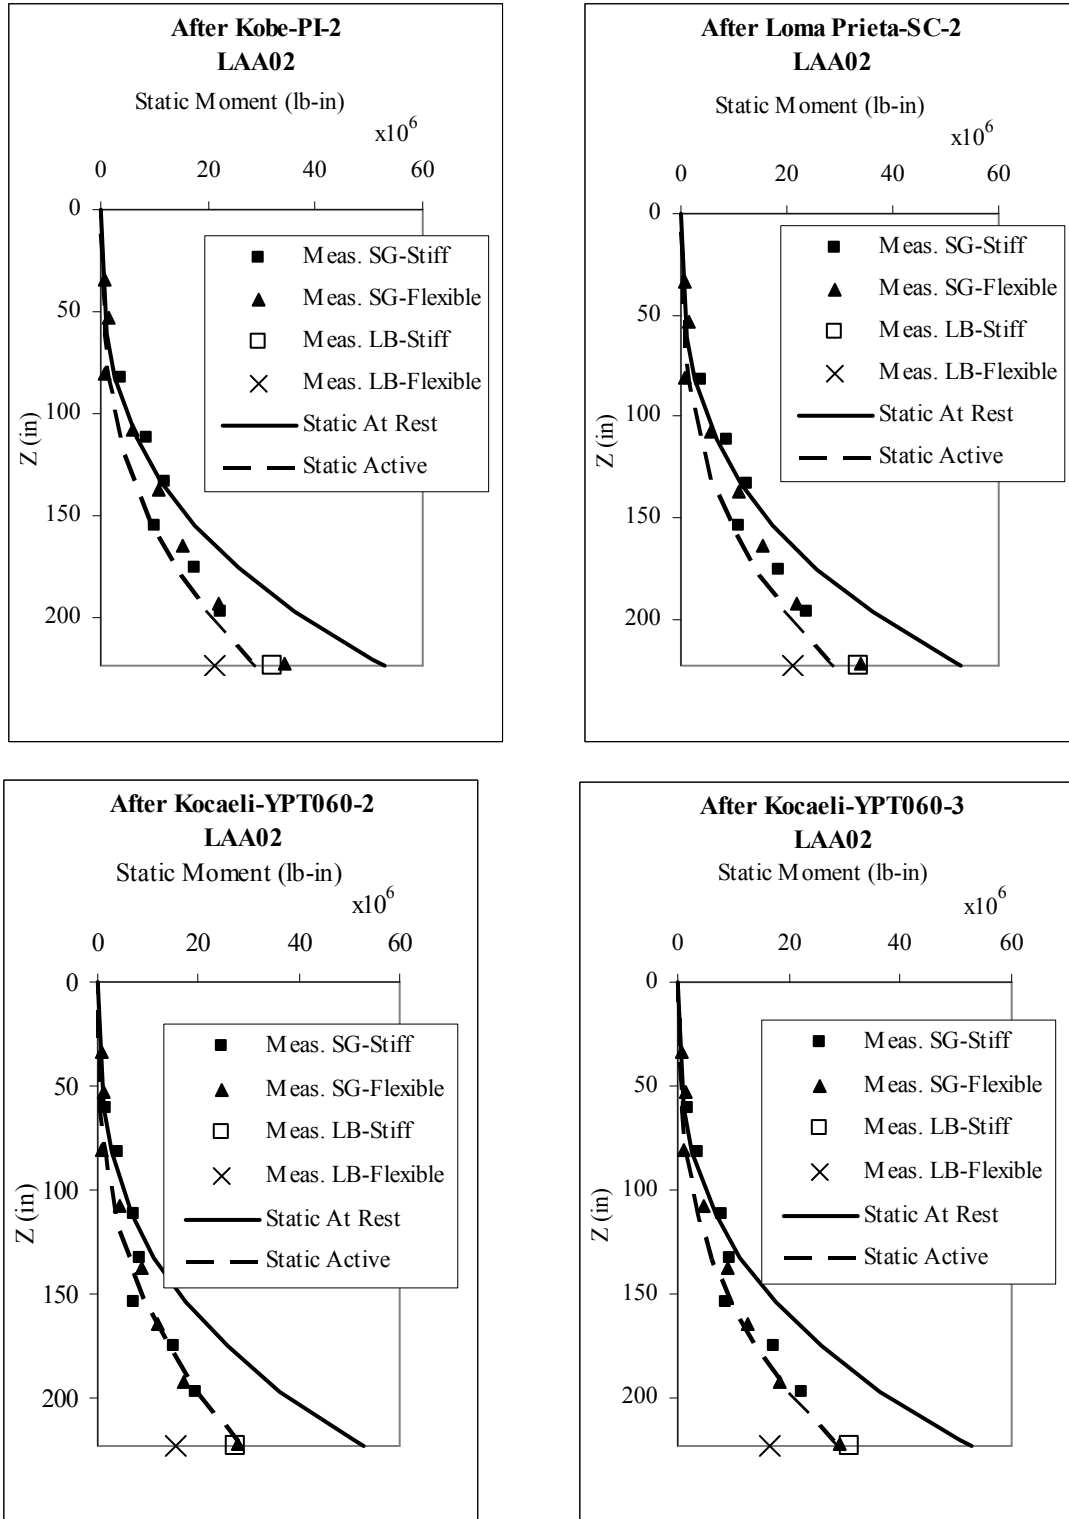 After Kobe-PI-2
LAA02
Static Moment (lb-in)
x10^6
0 20 40 60
0
50
100
150
200
Z (in)
Meas. SG-Stiff
Meas. SG-Flexible
Meas. LB-Stiff
Meas. LB-Flexible
Static At Rest
Static Active
After Loma Prieta-SC-2
LAA02
Static Moment (lb-in)
x10^6
0 20 40 60
0
50
100
150
200
Z (in)
Meas. SG-Stiff
Meas. SG-Flexible
Meas. LB-Stiff
Meas. LB-Flexible
Static At Rest
Static Active
After Kocaeli-YPT060-2
LAA02
Static Moment (lb-in)
x10^6
0 20 40 60
0
50
100
150
200
Z (in)
Meas. SG-Stiff
Meas. SG-Flexible
Meas. LB-Stiff
Meas. LB-Flexible
Static At Rest
Static Active
After Kocaeli-YPT060-3
LAA02
Static Moment (lb-in)
x10^6
0 20 40 60
0
50
100
150
200
Z (in)
Meas. SG-Stiff
Meas. SG-Flexible
Meas. LB-Stiff
Meas. LB-Flexible
Static At Rest
Static Active